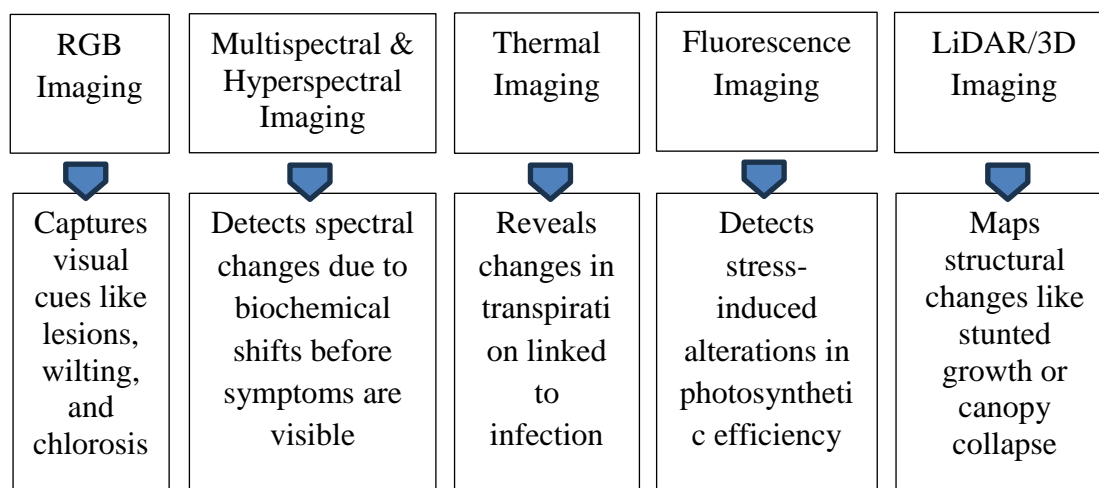 RGB
Imaging
Multispectral &
Hyperspectral
Imaging
Thermal
Imaging
Fluorescence
Imaging
LiDAR/3D
Imaging
Captures
visual
cues like
lesions,
wilting,
and
chlorosis
Detects spectral
changes due to
biochemical
shifts before
symptoms are
visible
Reveals
changes in
transpirati
on linked
to
infection
Detects
stress-
induced
alterations in
photosyntheti
c efficiency
Maps
structural
changes like
stunted
growth or
canopy
collapse